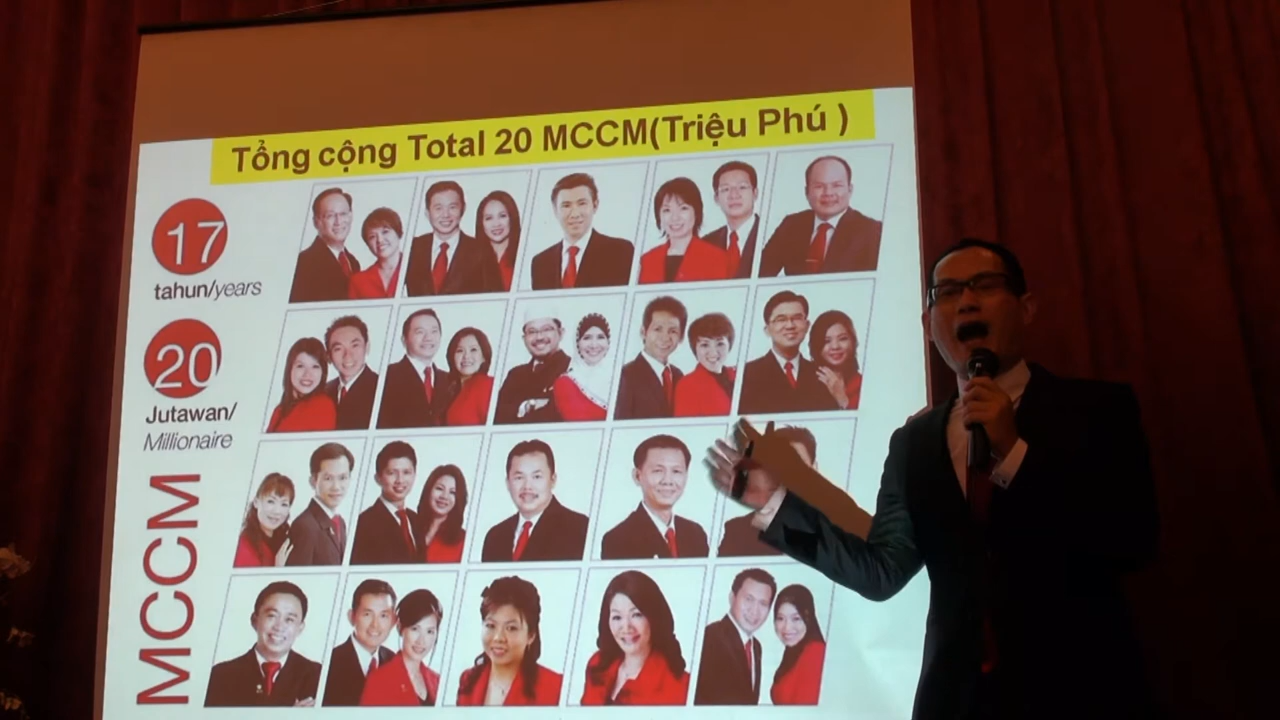 Tổng cộng Total 20 MCCM(Triệu Phú )
17
tahun/years
20
Jutawan/
Millionaire
MCCM